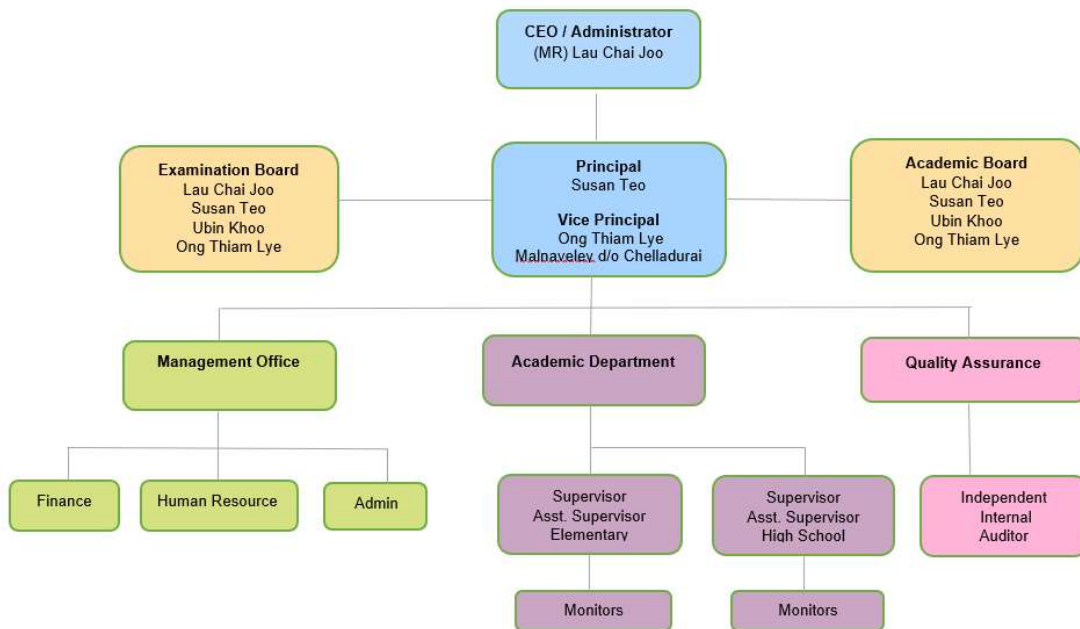 CEO / Administrator
(MR) Lau Chai Joo
Examination Board
Lau Chai Joo
Susan Teo
Ubin Khoo
Ong Thiam Lye
Principal
Susan Teo
Vice Principal
Ong Thiam Lye
Malnavelev d/o Chelladurai
Academic Board
Lau Chai Joo
Susan Teo
Ubin Khoo
Ong Thiam Lye
Management Office
Academic Department
Quality Assurance
Finance
Human Resource
Admin
Supervisor
Asst. Supervisor
Elementary
Supervisor
Asst. Supervisor
High School
Independent
Internal
Auditor
Monitors
Monitors